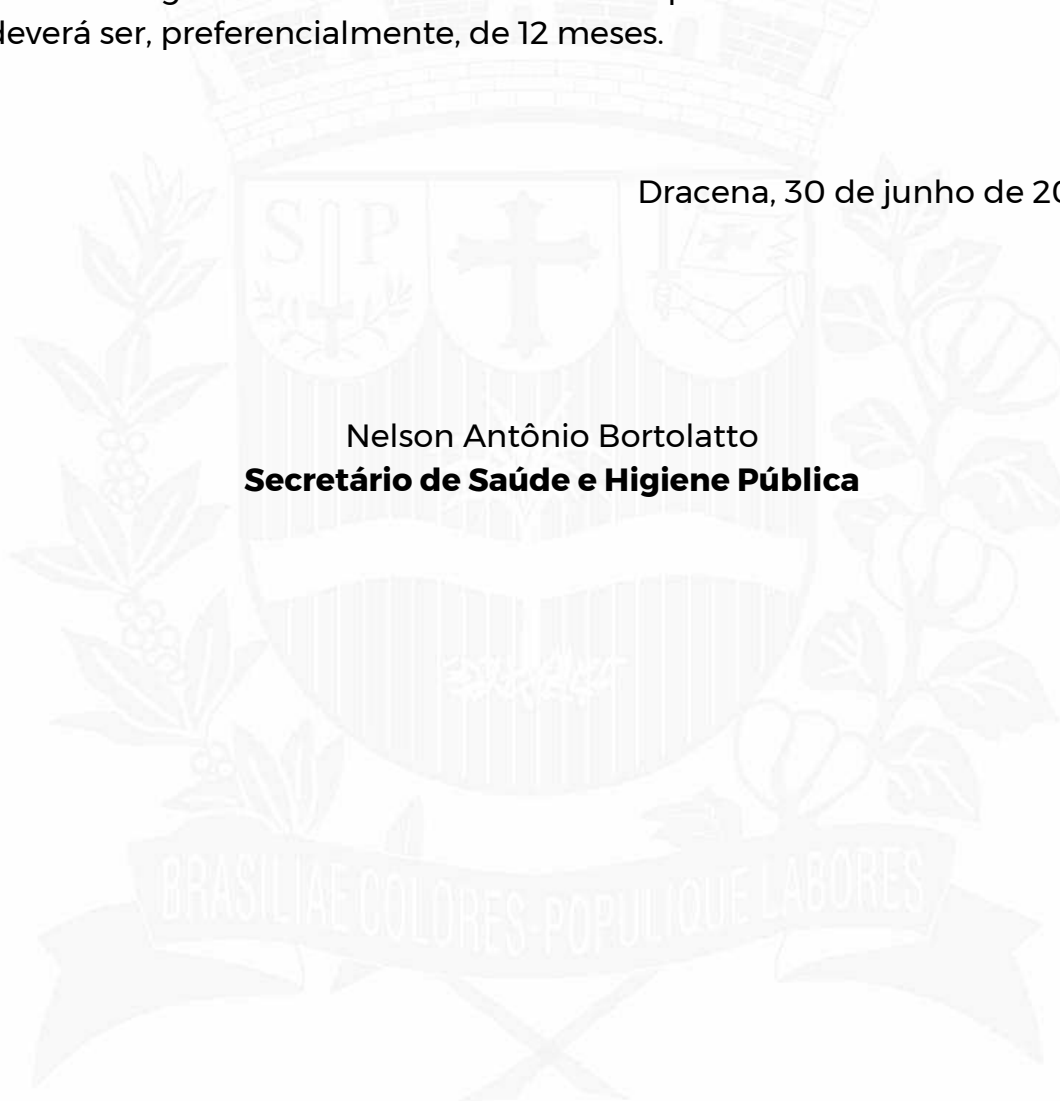 deverá ser, preferencialmente, de 12 meses.
Dracena, 30 de junho de 20
S P
Nelson Antônio Bortolatto
Secretário de Saúde e Higiene Pública
BRASILIAE COLORES POPULIQUE LABORES